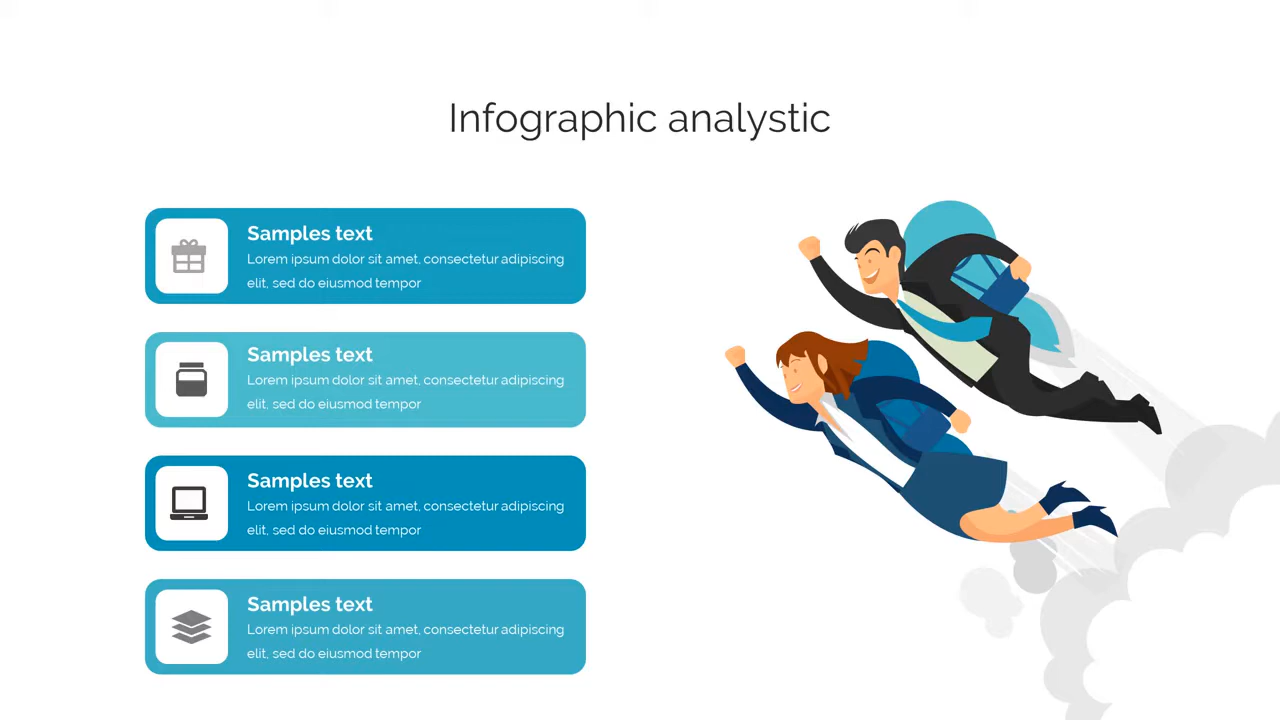 Infographic analystic
Samples text
Lorem ipsum dolor sit amet, consectetur adipiscing
elit, sed do eiusmod tempor
Samples text
Lorem ipsum dolor sit amet, consectetur adipiscing
elit, sed do eiusmod tempor
Samples text
Lorem ipsum dolor sit amet, consectetur adipiscing
elit, sed do eiusmod tempor
Samples text
Lorem ipsum dolor sit amet, consectetur adipiscing
elit, sed do eiusmod tempor